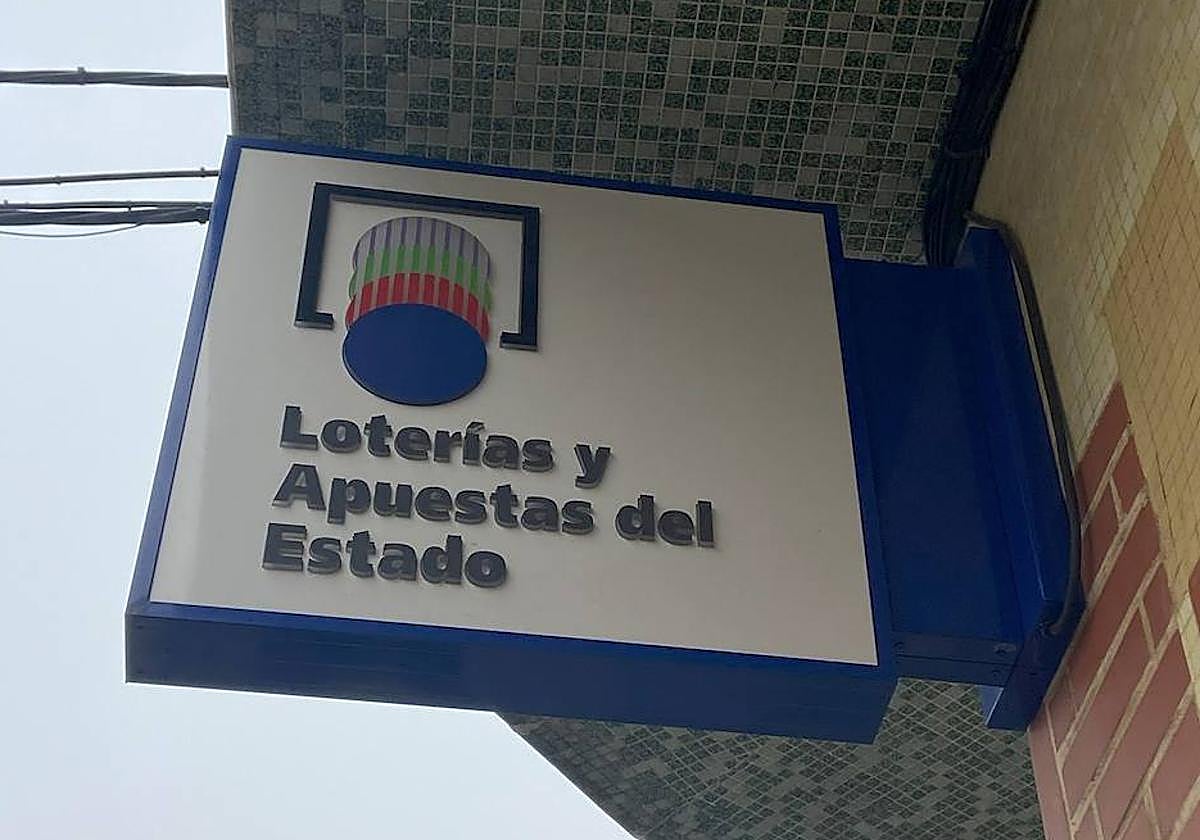 Loterías y
Apuestas del
Estado